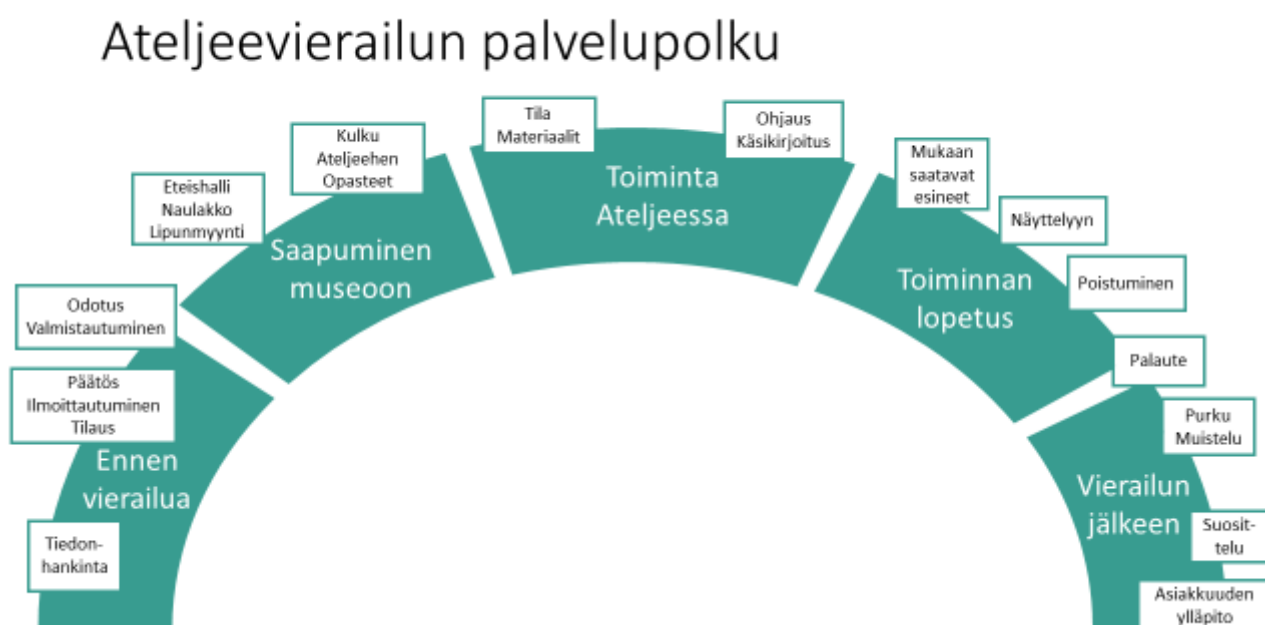 Ateljeevierailun palvelupolku
Tiedon-
hankinta
Ennen
vierailua
Päätös
Ilmoittautuminen
Tilaus
Odotus
Valmistautuminen
Saapuminen
museoon
Eteishalli
Naulakko
Lipunmyynti
Kulku
Ateljeehen
Opasteet
Toiminta
Ateljeessa
Tila
Materiaalit
Ohjaus
Käsikirjoitus
Toiminnan
lopetus
Mukaan
saatavat
esineet
Näyttelyyn
Poistuminen
Palaute
Vierailun
jälkeen
Purku
Muistelu
Suosit-
telu
Asiakkuuden
ylläpito